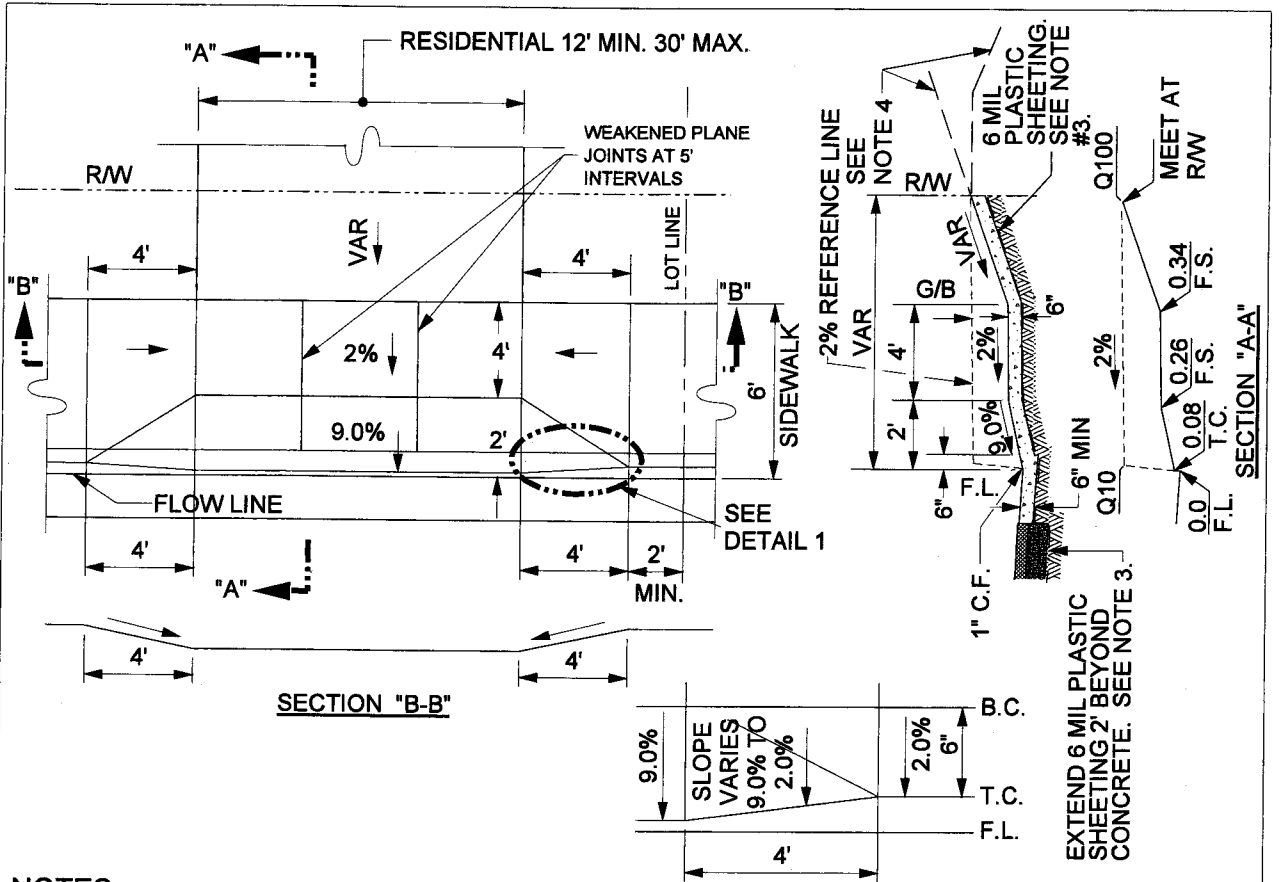 "A"
RESIDENTIAL 12' MIN. 30' MAX.
WEAKENED PLANE
JOINTS AT 5'
INTERVALS
R/W
VAR
4'
4'
LOT LINE
"B"
"B"
2%
4'
6'
SIDEWALK
9.0%
2'
FLOW LINE
SEE
DETAIL 1
4'
4'
2'
MIN.
"A"
4'
4'
SECTION "B-B"
2% REFERENCE LINE
SEE
NOTE 4
6 MIL
PLASTIC
SHEETING.
SEE NOTE
#3.
R/W
VAR
VAR
G/B
4'
2%
6"
2'
9.0%
6"
F.L.
6" MIN
1" C.F.
EXTEND 6 MIL PLASTIC
SHEETING 2' BEYOND
CONCRETE. SEE NOTE 3.
Q100
MEET AT
R/W
2%
0.34
F.S.
0.26
F.S.
0.08
T.C.
Q10
0.0
F.L.
SECTION "A-A"
9.0%
SLOPE
VARIES
9.0% TO
2.0%
2.0%
6"
B.C.
T.C.
F.L.
4'